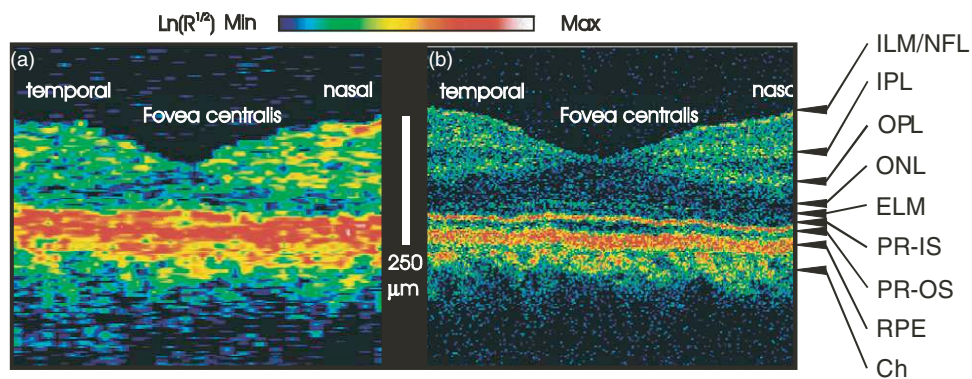 Ln(R^1/2) Min Max
(a)
temporal nasal
Fovea centralis
250
μm
(b)
temporal nasc
Fovea centralis
ILM/NFL
IPL
OPL
ONL
ELM
PR-IS
PR-OS
RPE
Ch